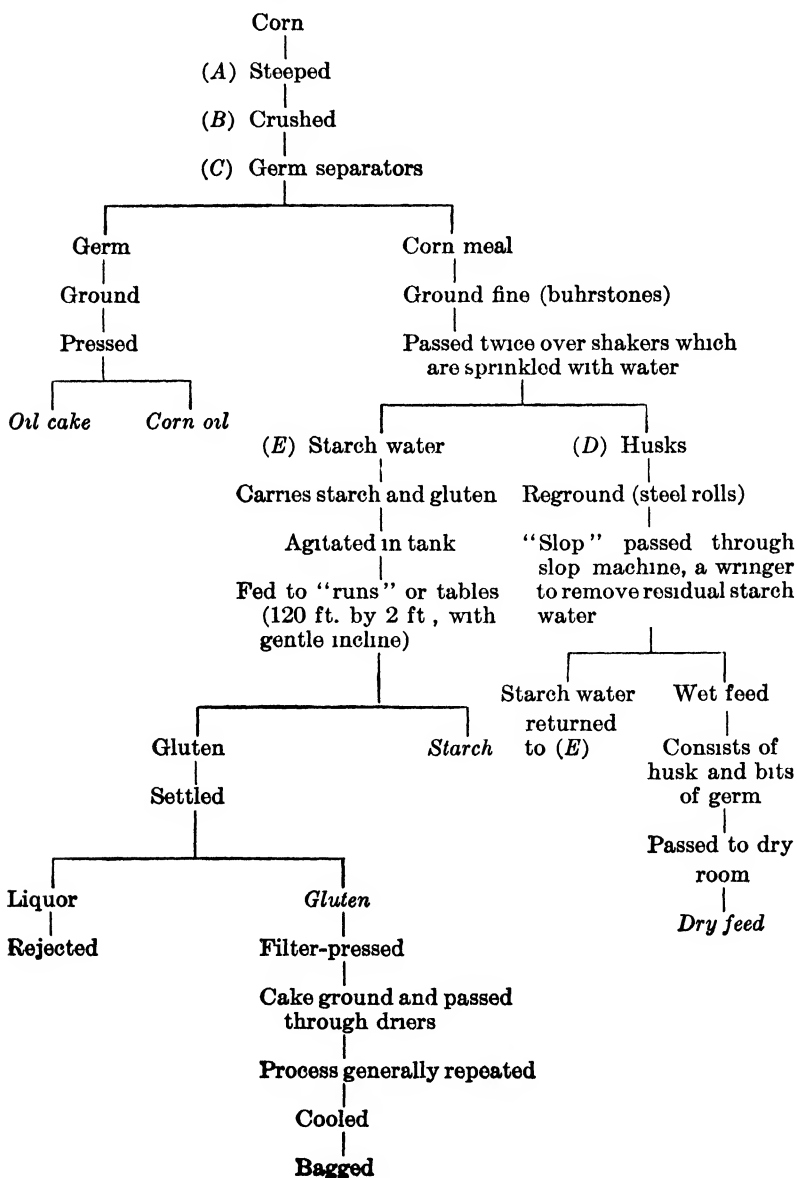 Corn
(A) Steeped
(B) Crushed
(C) Germ separators
Germ
Ground
Pressed
Oil cake
Corn oil
Corn meal
Ground fine (buhrstones)
Passed twice over shakers which
are sprinkled with water
(E) Starch water
Carries starch and gluten
Agitated in tank
Fed to "runs" or tables
(120 ft. by 2 ft , with
gentle incline)
(D) Husks
Reground (steel rolls)
"Slop" passed through
slop machine, a wringer
to remove residual starch
water
Starch water
returned
to (E)
Wet feed
Consists of
husk and bits
of germ
Passed to dry
room
Dry feed
Gluten
Settled
Starch
Liquor
Rejected
Gluten
Filter-pressed
Cake ground and passed
through driers
Process generally repeated
Cooled
Bagged